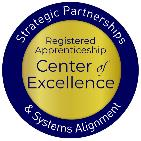 Strategic Partnerships
Registered
Apprenticeship
Center of
Excellence
& Systems Alignment